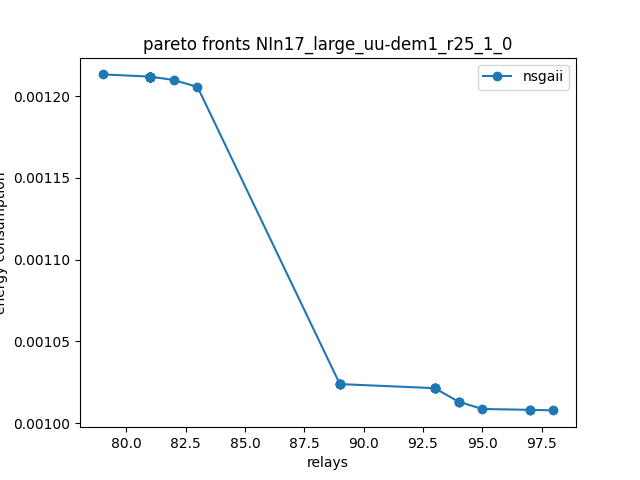 pareto fronts NIn17_large_uu-dem1_r25_1_0
nsgaii
0.00120
0.00115
0.00110
0.00105
0.00100
energy consumption
80.0 82.5 85.0 87.5 90.0 92.5 95.0 97.5
relays